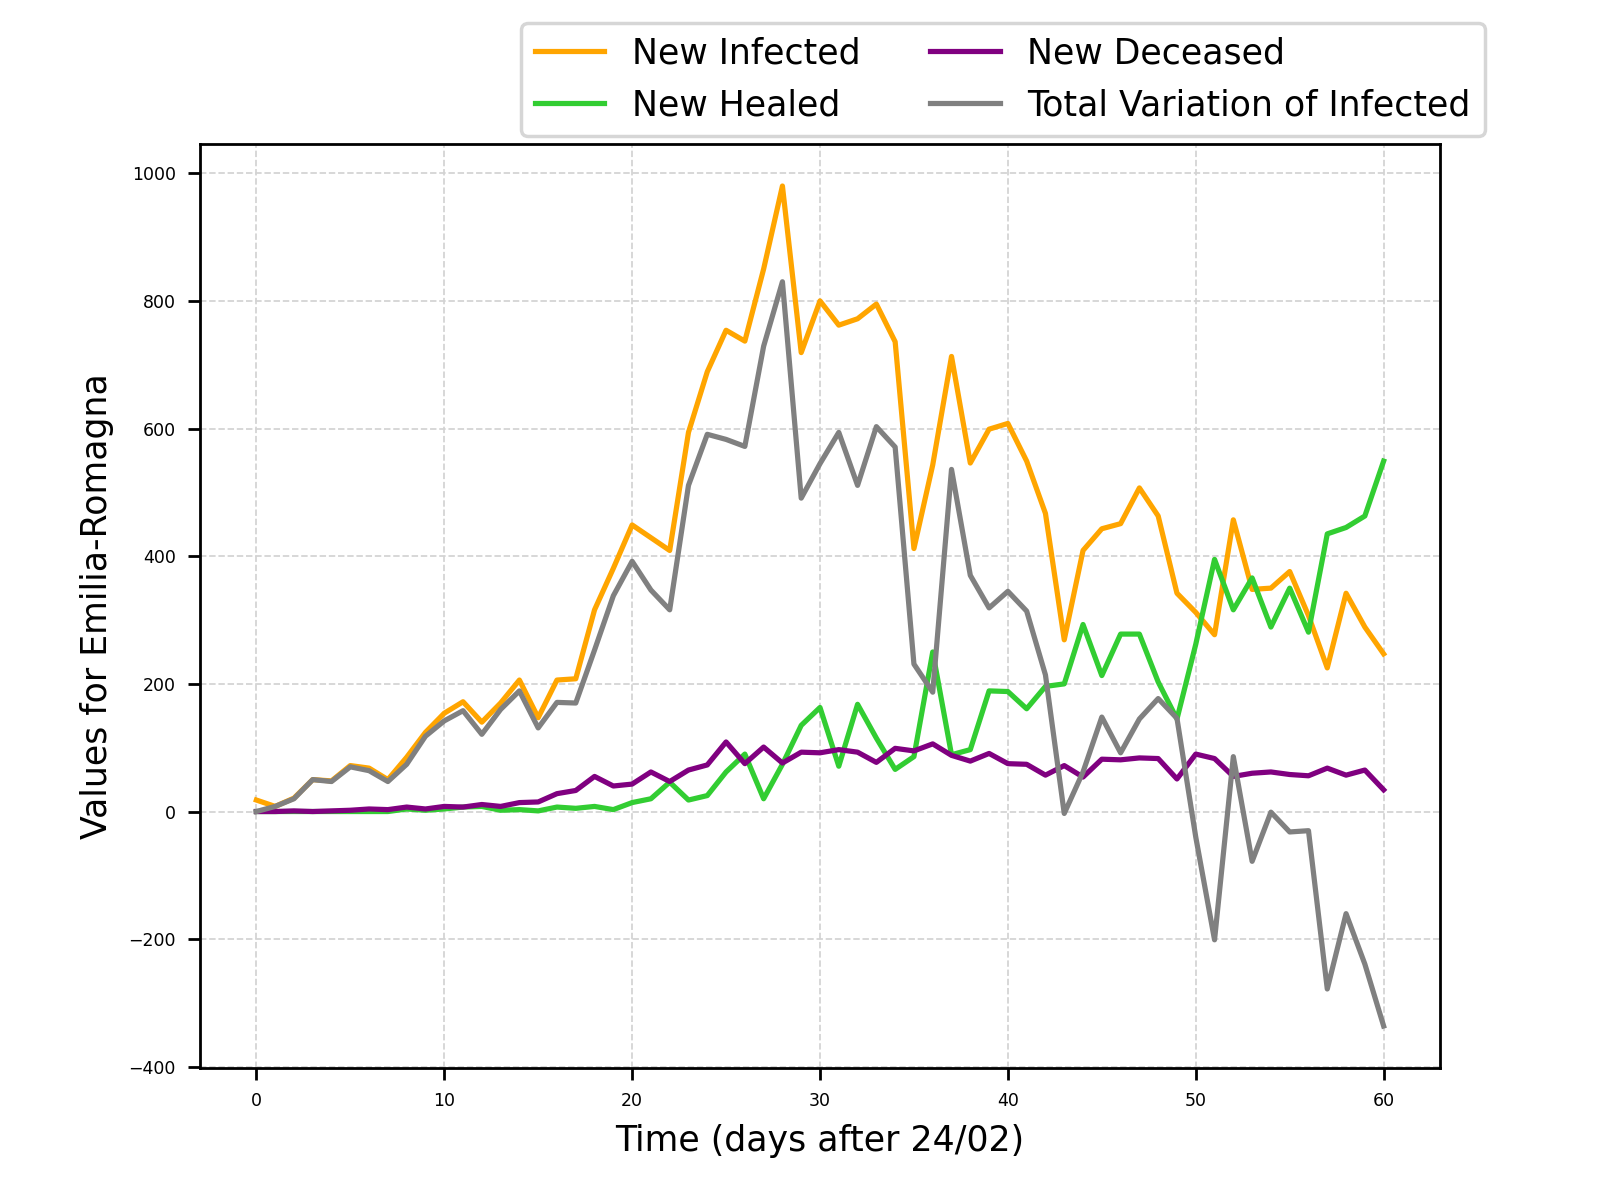 New Infected
New Healed
New Deceased
Total Variation of Infected
1000
800
600
400
200
0
−200
−400
Values for Emilia-Romagna
0 10 20 30 40 50 60
Time (days after 24/02)